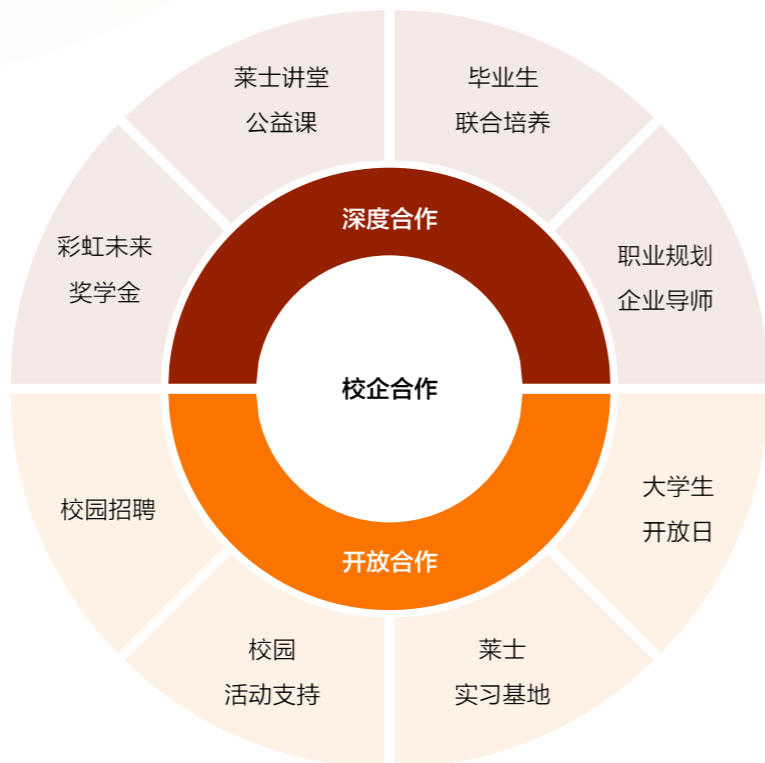 莱士讲堂
公益课
毕业生
联合培养
彩虹未来
奖学金
深度合作
职业规划
企业导师
校企合作
校园招聘
大学生
开放日
开放合作
校园
活动支持
莱士
实习基地